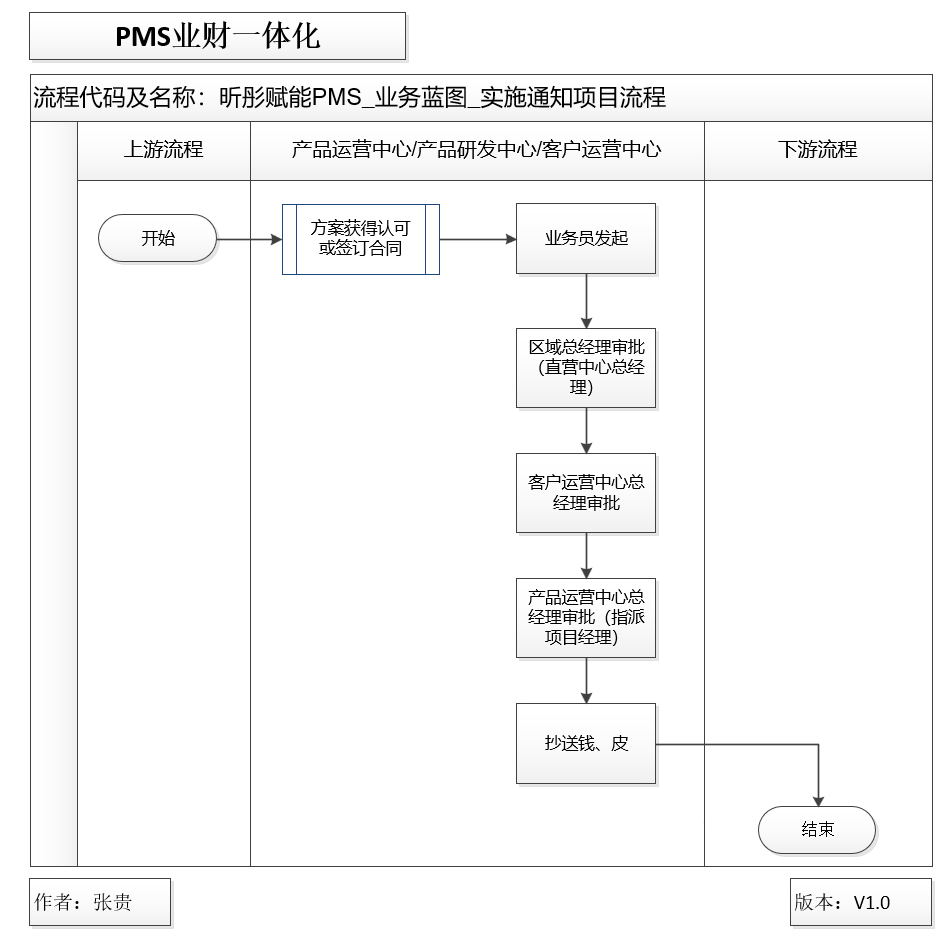 PMS业财一体化
流程代码及名称：昕彤赋能PMS_业务蓝图_实施通知项目流程
上游流程
产品运营中心/产品研发中心/客户运营中心
下游流程
开始
方案获得认可
或签订合同
业务员发起
区域总经理审批
（直营中心总经
理）
客户运营中心总
经理审批
产品运营中心总
经理审批（指派
项目经理）
抄送钱、皮
结束
作者：张贵
版本：V1.0